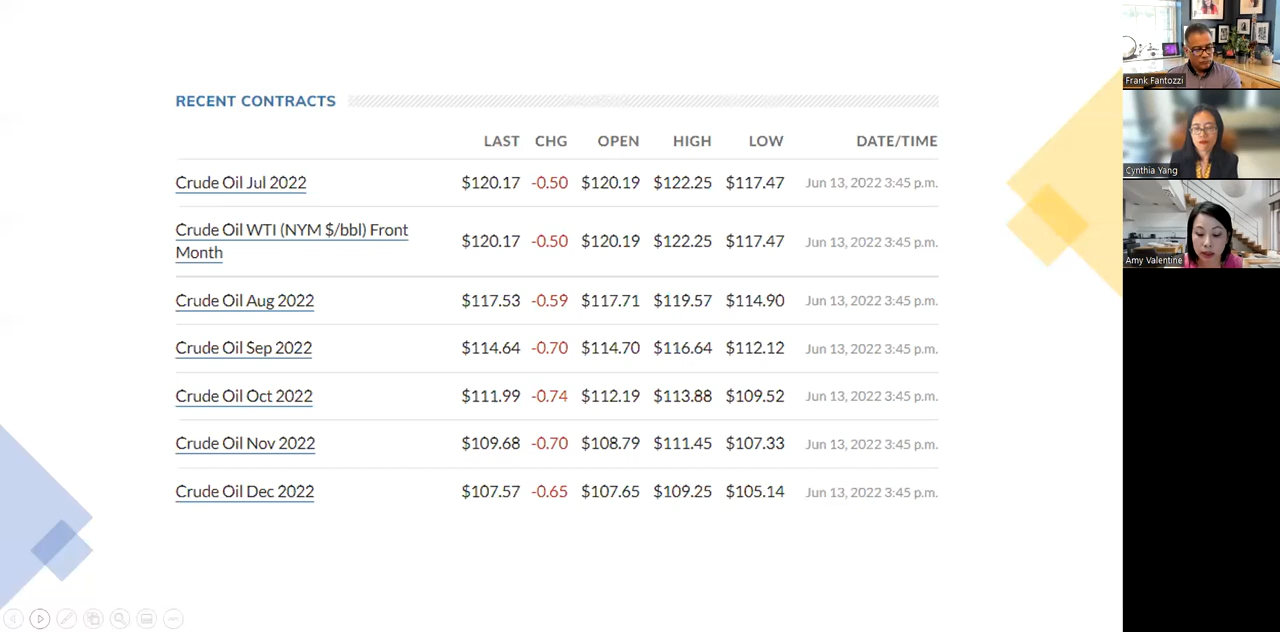 RECENT CONTRACTS
LAST CHG OPEN HIGH LOW DATE/TIME
Crude Oil Jul 2022 $120.17 -0.50 $120.19 $122.25 $117.47 Jun 13, 2022 3:45 p.m.
Crude Oil WTI (NYM $/bbl) Front
Month $120.17 -0.50 $120.19 $122.25 $117.47 Jun 13, 2022 3:45 p.m.
Crude Oil Aug 2022 $117.53 -0.59 $117.71 $119.57 $114.90 Jun 13, 2022 3:45 p.m.
Crude Oil Sep 2022 $114.64 -0.70 $114.70 $116.64 $112.12 Jun 13, 2022 3:45 p.m.
Crude Oil Oct 2022 $111.99 -0.74 $112.19 $113.88 $109.52 Jun 13, 2022 3:45 p.m.
Crude Oil Nov 2022 $109.68 -0.70 $108.79 $111.45 $107.33 Jun 13, 2022 3:45 p.m.
Crude Oil Dec 2022 $107.57 -0.65 $107.65 $109.25 $105.14 Jun 13, 2022 3:45 p.m.
Frank Fantozzi
Cynthia Yang
Amy Valentine